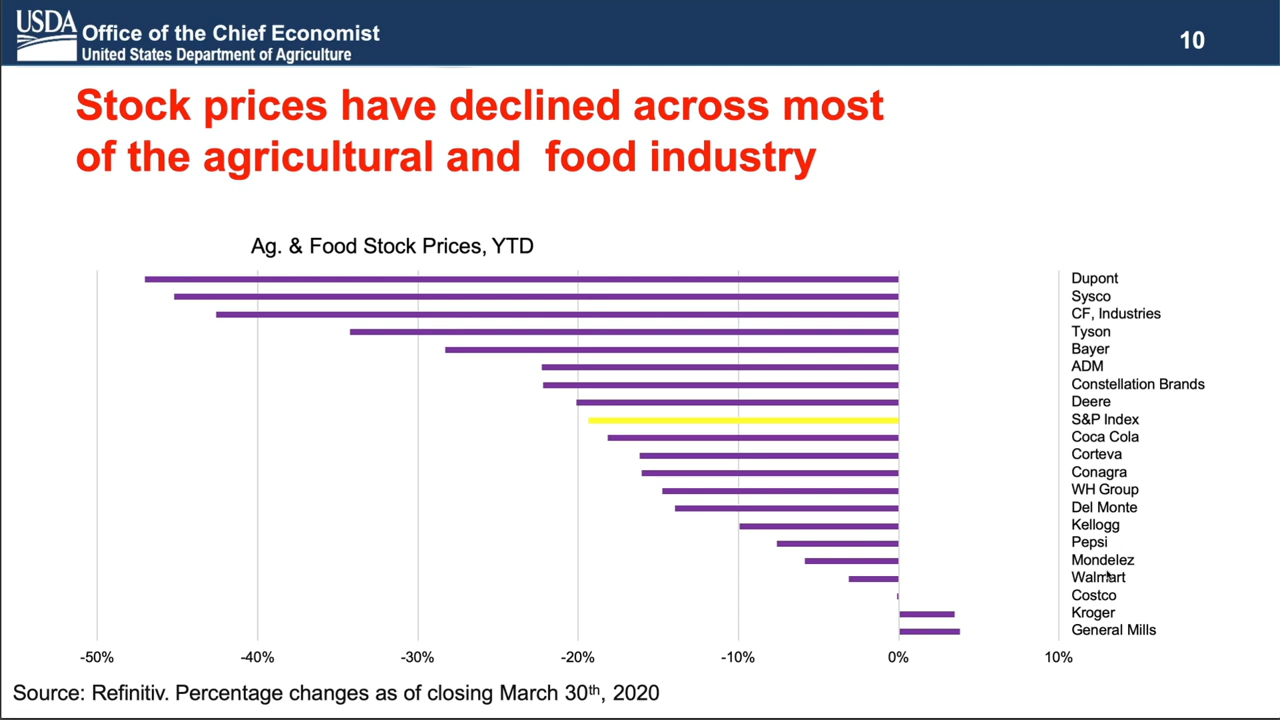 USDA
Office of the Chief Economist
United States Department of Agriculture
10
Stock prices have declined across most
of the agricultural and food industry
Ag. & Food Stock Prices, YTD
Dupont
Sysco
CF, Industries
Tyson
Bayer
ADM
Constellation Brands
Deere
S&P Index
Coca Cola
Corteva
Conagra
WH Group
Del Monte
Kellogg
Pepsi
Mondelez
Walmart
Costco
Kroger
General Mills
-50% -40% -30% -20% -10% 0% 10%
Source: Refinitiv. Percentage changes as of closing March 30th, 2020